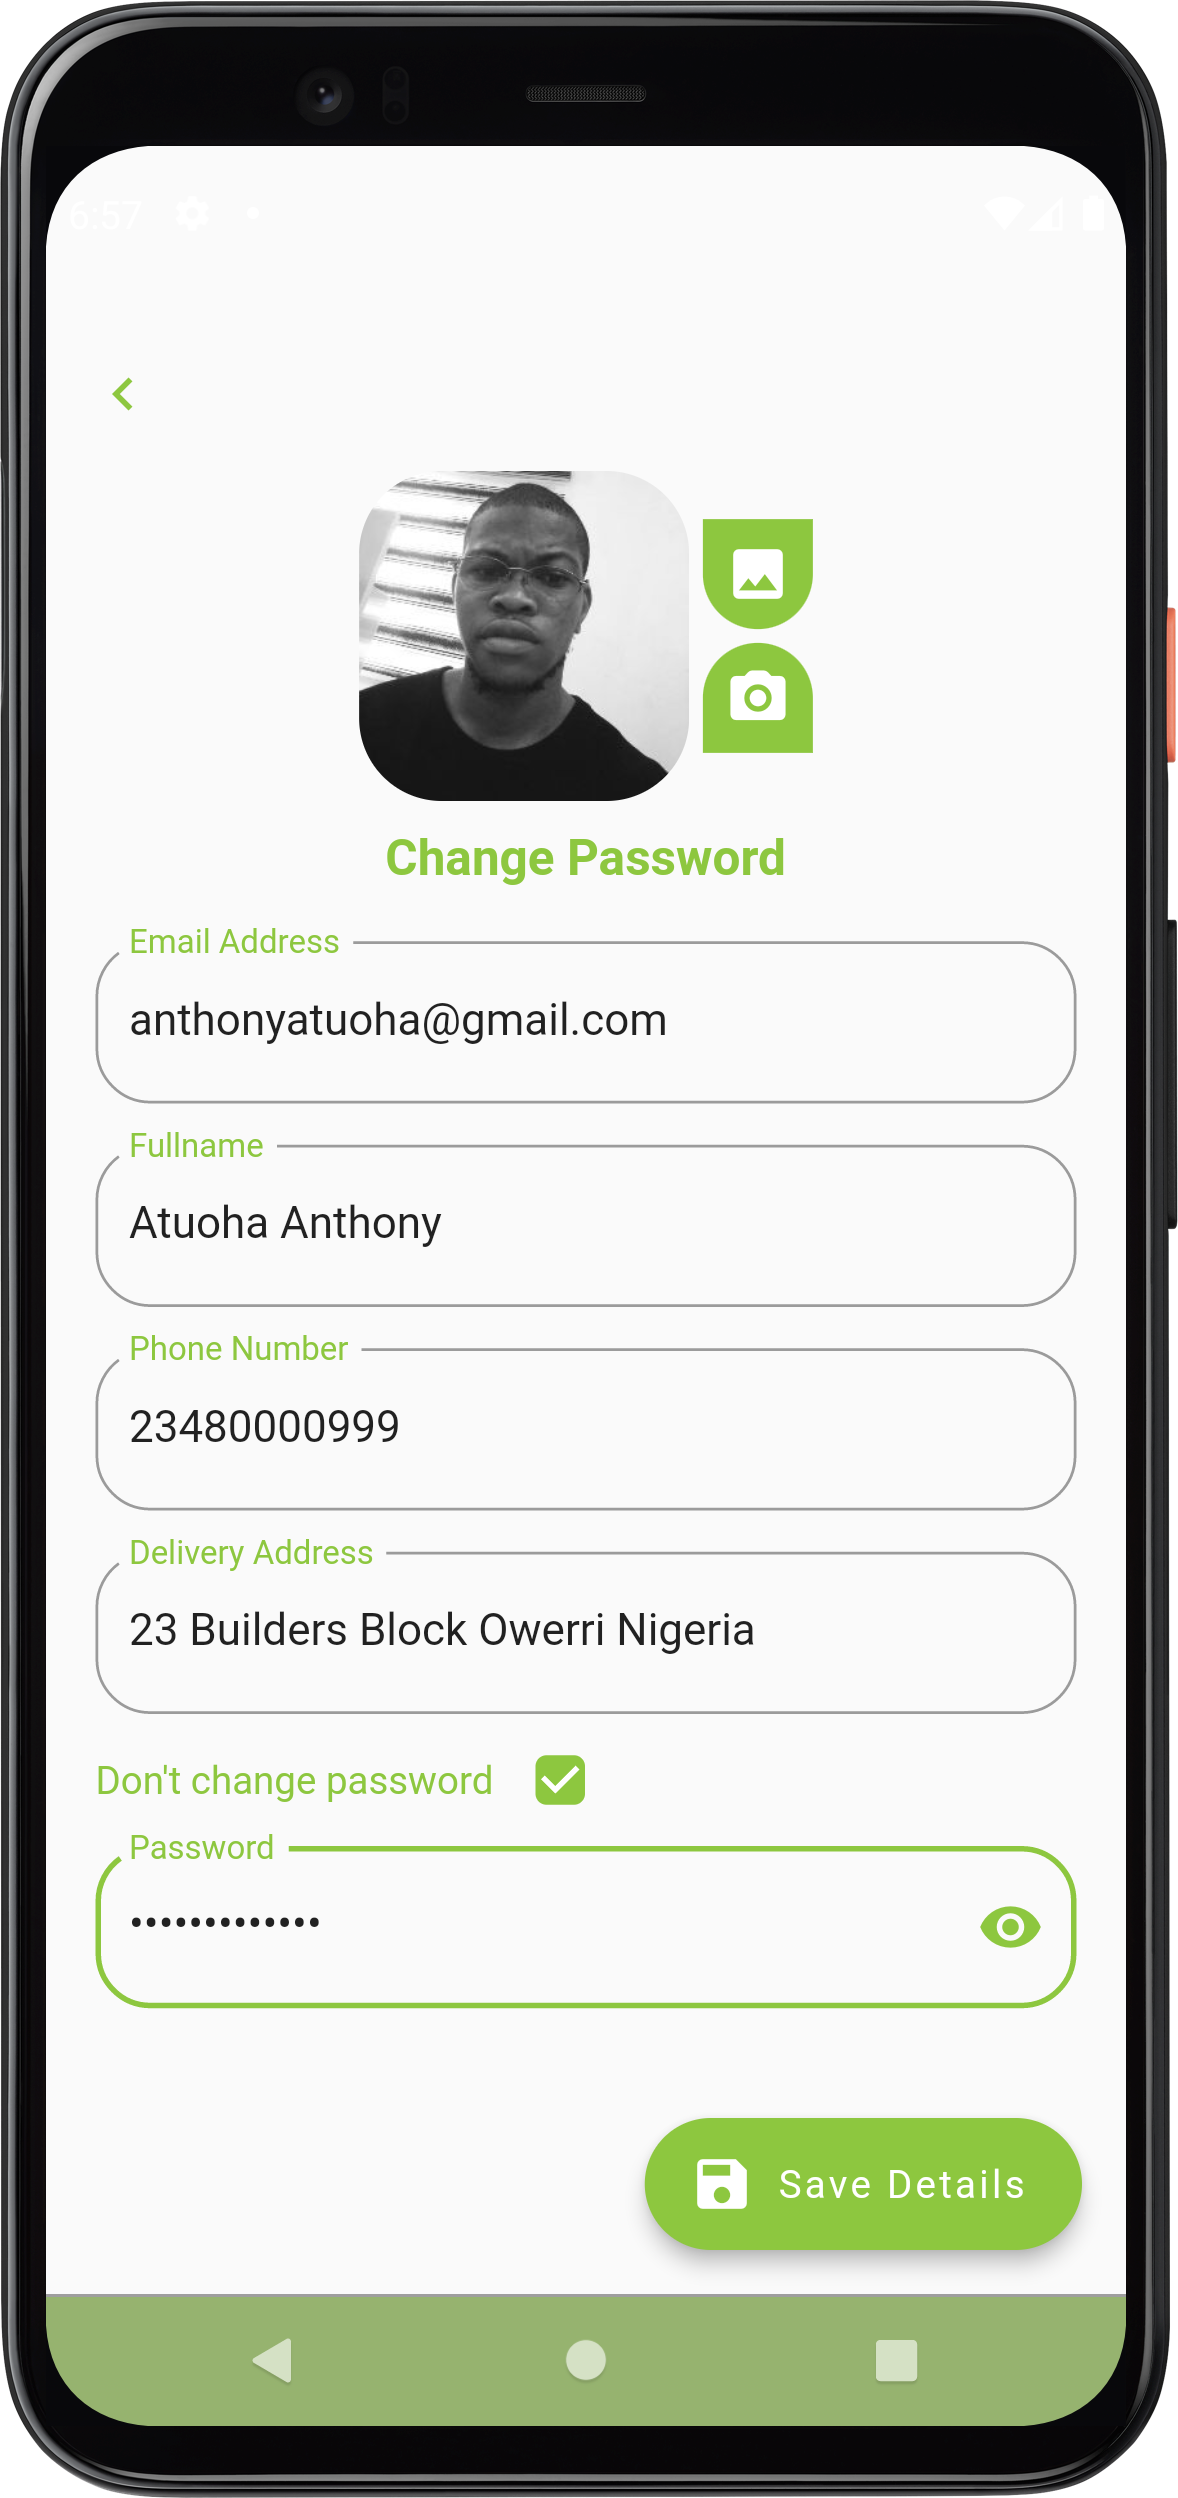 6:57
Change Password
Email Address
anthonyatuoha@gmail.com
Fullname
Atuoha Anthony
Phone Number
23480000999
Delivery Address
23 Builders Block Owerri Nigeria
Don't change password
Password
•••••••••••••
Save Details